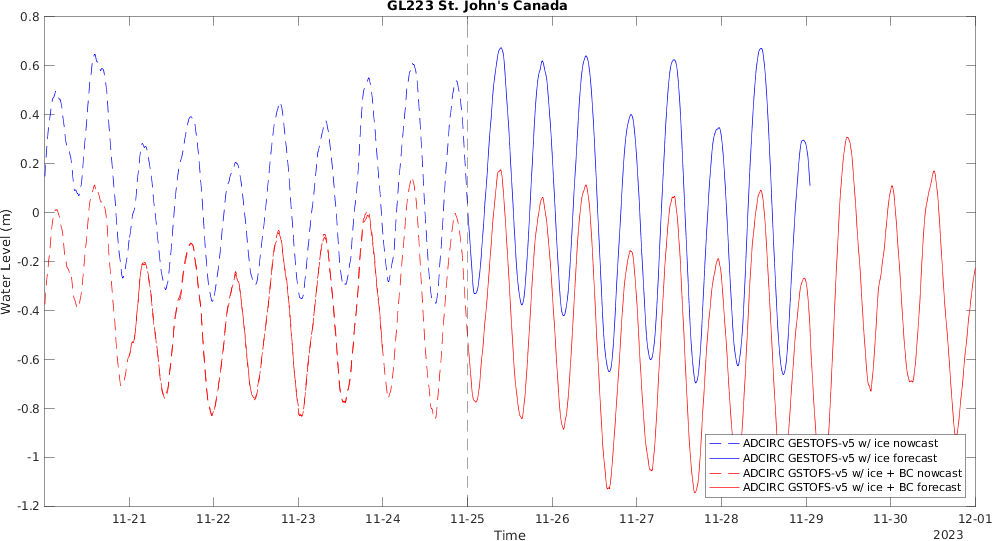 GL223 St. John's Canada
0.8
0.6
0.4
0.2
0
-0.2
-0.4
-0.6
-0.8
-1
-1.2
Water Level (m)
ADCIRC GESTOFS-v5 w/ ice nowcast
ADCIRC GESTOFS-v5 w/ ice forecast
ADCIRC GSTOFS-v5 w/ ice + BC nowcast
ADCIRC GSTOFS-v5 w/ ice + BC forecast
11-21 11-22 11-23 11-24 11-25 11-26 11-27 11-28 11-29 11-30 12-01
Time
2023